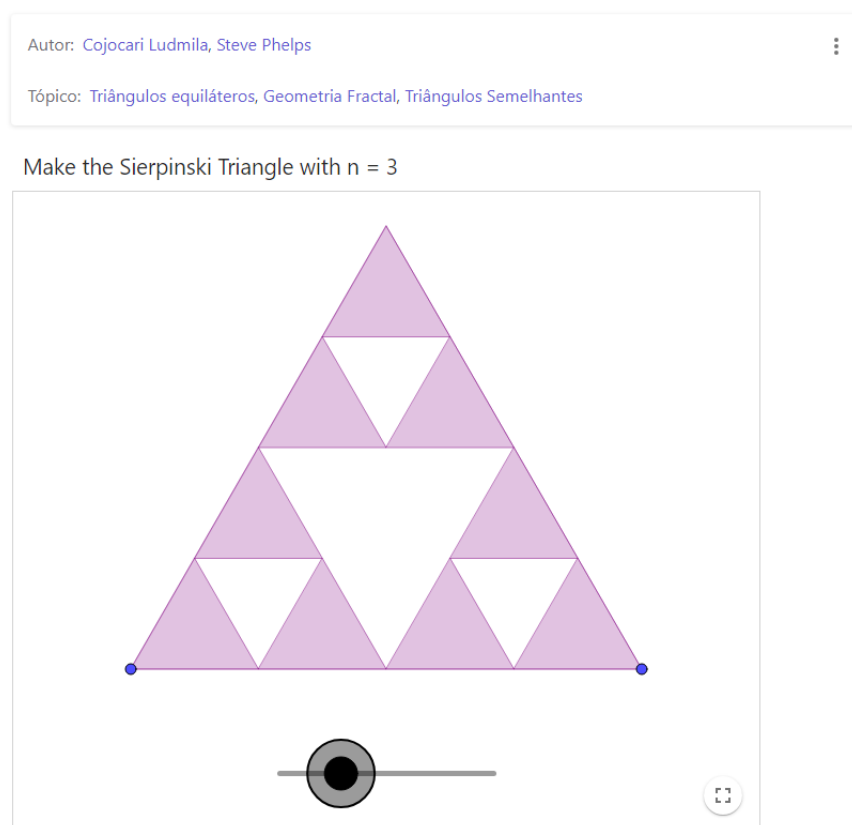 Autor: Cojocari Ludmila, Steve Phelps
Tópico: Triângulos equiláteros, Geometria Fractal, Triângulos Semelhantes
Make the Sierpinski Triangle with n = 3